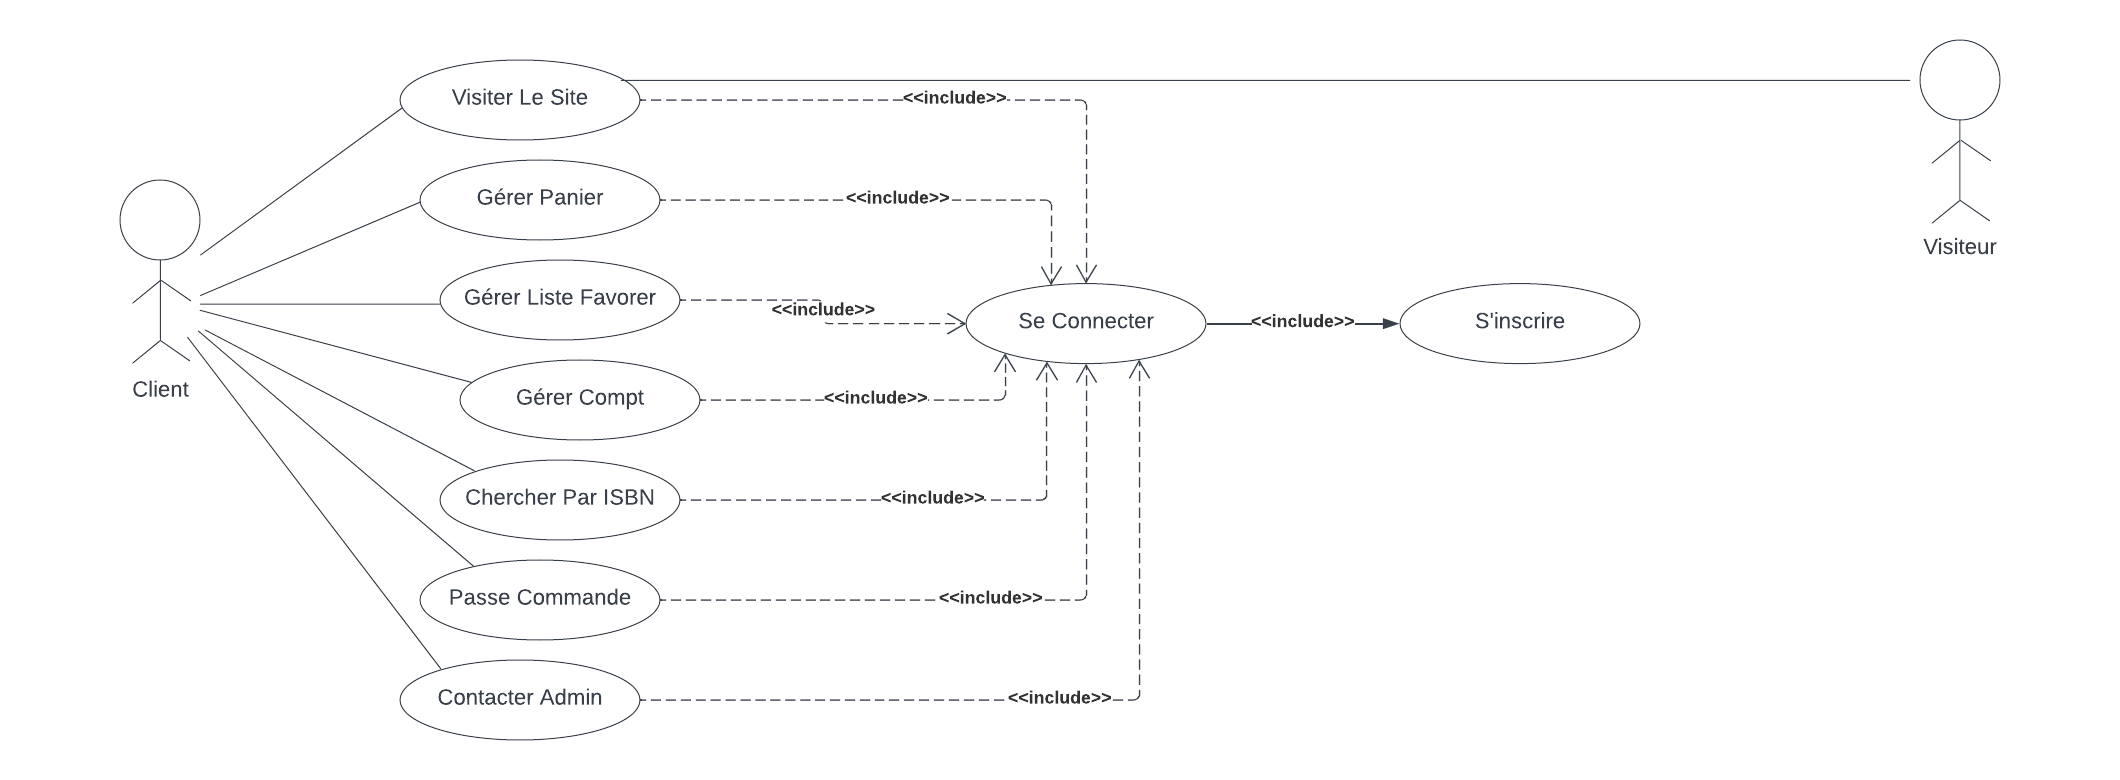 Visiter Le Site
<<include>>
Gérer Panier
<<include>>
Visiteur
Gérer Liste Favorer
<<include>>
Se Connecter
<<include>>
S'inscrire
Client
Gérer Compt
<<include>>
Chercher Par ISBN
<<include>>
Passe Commande
<<include>>
Contacter Admin
<<include>>